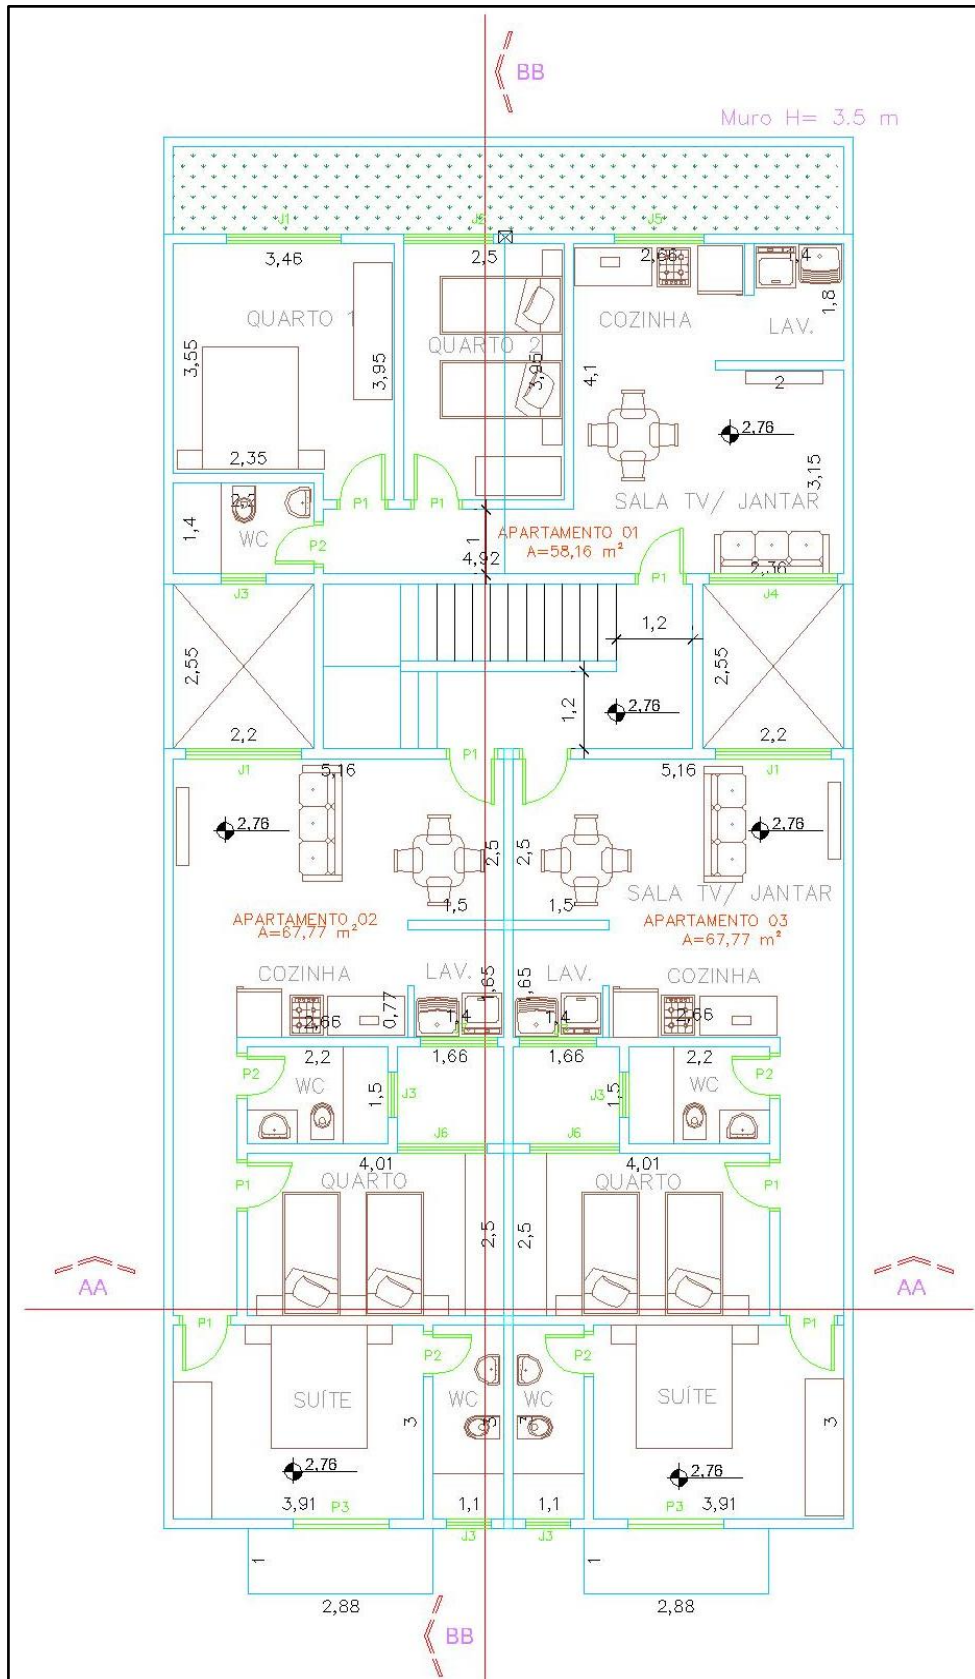 BB
Muro H= 3.5 m
J1
J2
J5
3,46
2,5
2,66
1,4
QUARTO 1
QUARTO 2
COZINHA
LAV.
1,8
3,55
3,95
3,95
4,1
2
2,76
2,35
3,15
SALA TV/ JANTAR
2,2
P1
P1
1,4
WC
P2
APARTAMENTO 01
A=58,16 m²
1
4,92
2,36
P1
J3
J4
1,2
2,55
2,55
1,2
2,76
2,2
2,2
P1
J1
J1
5,16
5,16
2,76
2,76
2,5
2,5
SALA TV/ JANTAR
1,5
1,5
APARTAMENTO 02
A=67,77 m²
APARTAMENTO 03
A=67,77 m²
COZINHA
LAV.
LAV.
COZINHA
1,65
1,65
0,77
2,66
1,4
1,4
2,66
2,2
1,66
1,66
2,2
P2
WC
1,5
J3
J3
1,5
WC
P2
J6
J6
4,01
4,01
P1
QUARTO
QUARTO
P1
2,5
2,5
AA
AA
P1
P1
P2
P2
SUÍTE
WC
WC
SUÍTE
3
3
3
3
2,76
2,76
3,91
P3
1,1
1,1
P3
3,91
J3
J3
1
1
2,88
2,88
BB